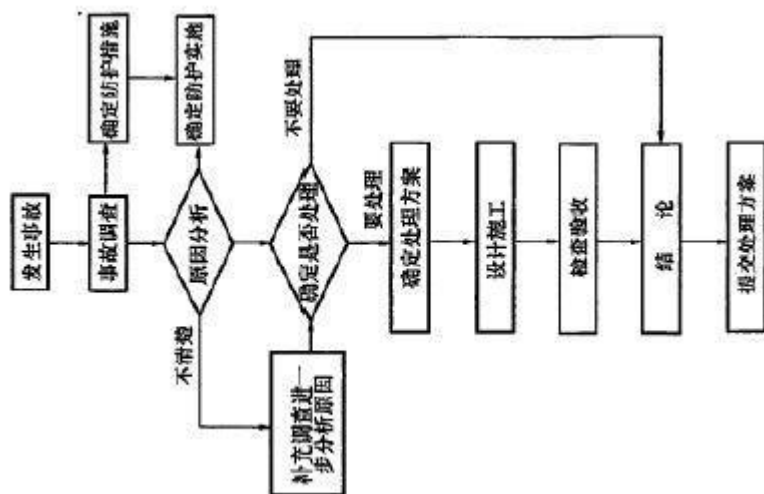 发生事故
事故调查
确定防护措施
原因分析
确定防护实施
不清楚
补充调查进一
步分析原因
确定是否处理
不要处理
要处理
确定处理方案
设计施工
检查验收
结 论
提交处理方案